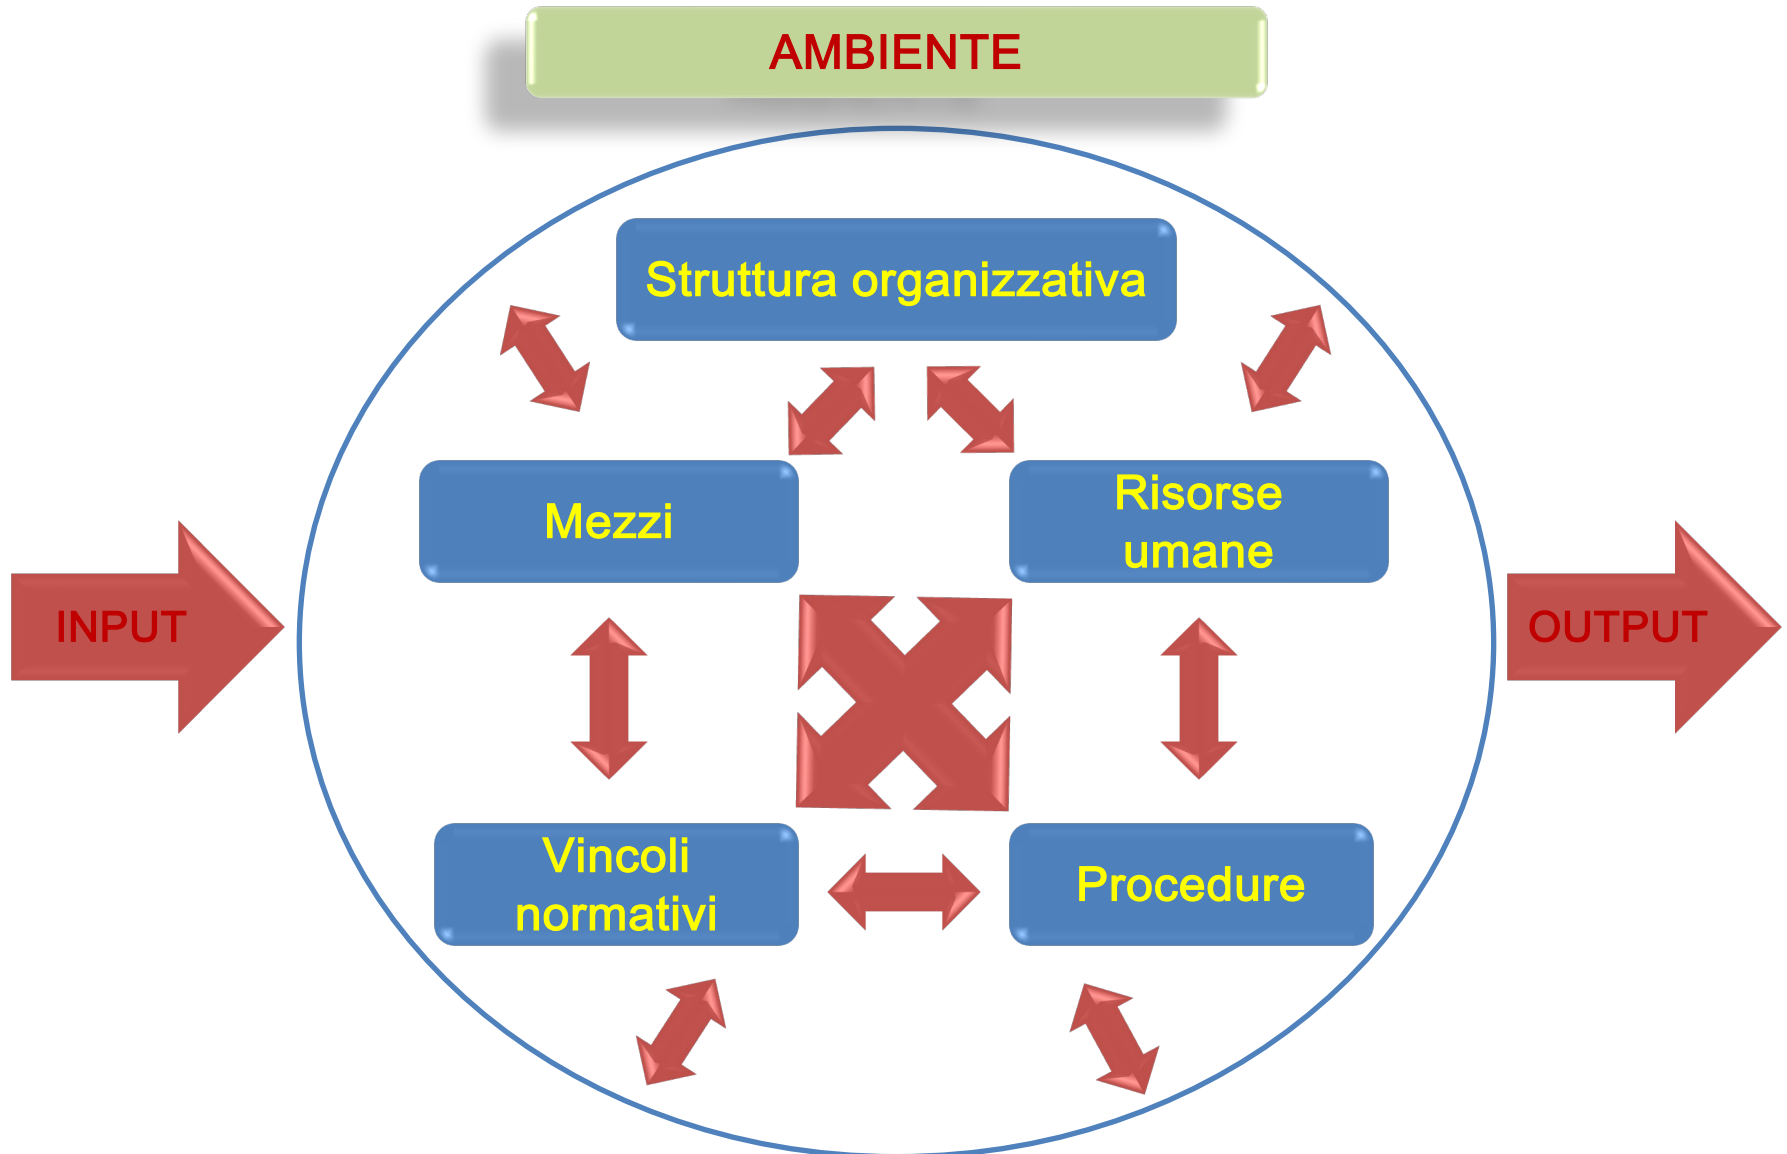 AMBIENTE
Struttura organizzativa
Mezzi
Risorse
umane
INPUT
OUTPUT
Vincoli
normativi
Procedure